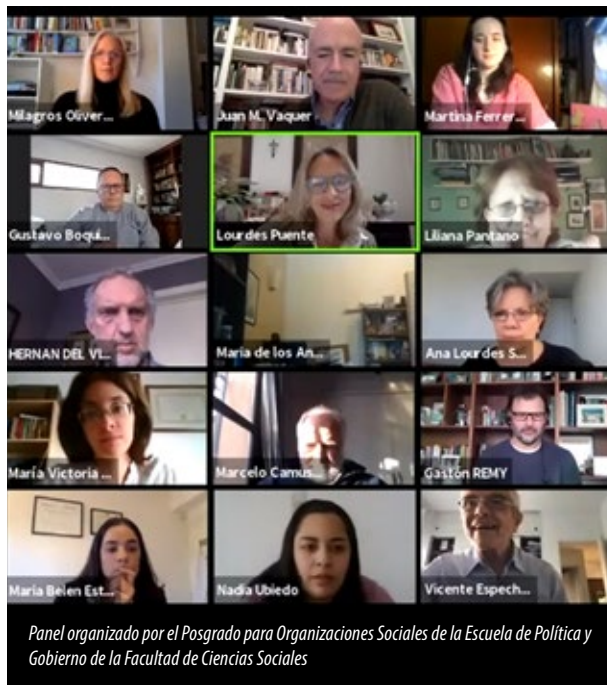 Milagros Oliver... Juan M. Vaquer Martina Ferrer...
Gustavo Boqui... Lourdes Puente Liliana Pantano
HERNAN DEL VI... Maria de los An... Ana Lourdes S...
María Victoria ... Marcelo Camus... Gastón REMY
Maria Belen Est... Nadia Ubiedo Vicente Espech...
Panel organizado por el Posgrado para Organizaciones Sociales de la Escuela de Política y
Gobierno de la Facultad de Ciencias Sociales